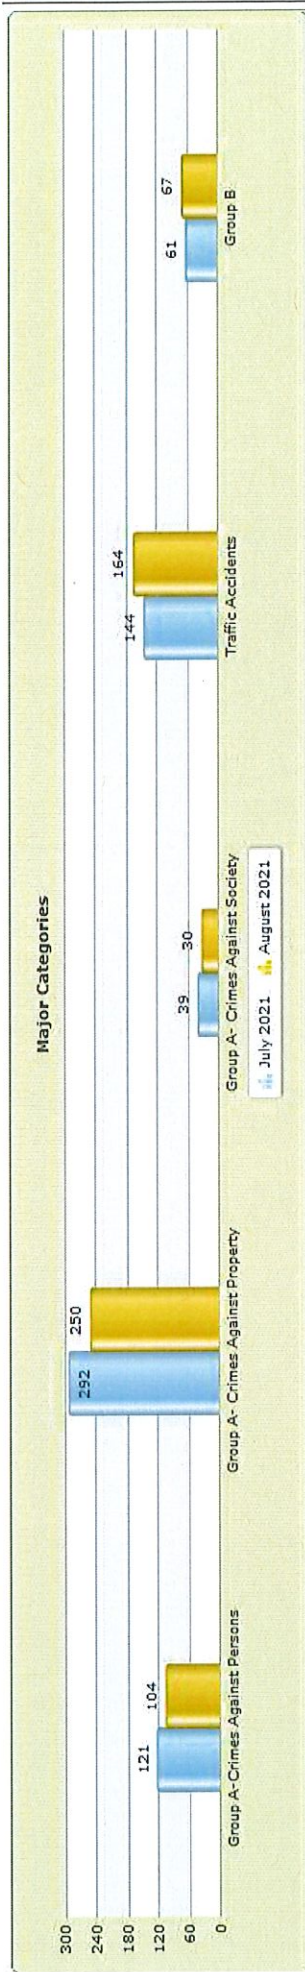 Major Categories
300
240
180
120
60
0
121
104
292
250
39
30
144
164
61
67
Group A-Crimes Against Persons
Group A- Crimes Against Property
Group A- Crimes Against Society
Traffic Accidents
Group B
July 2021
August 2021